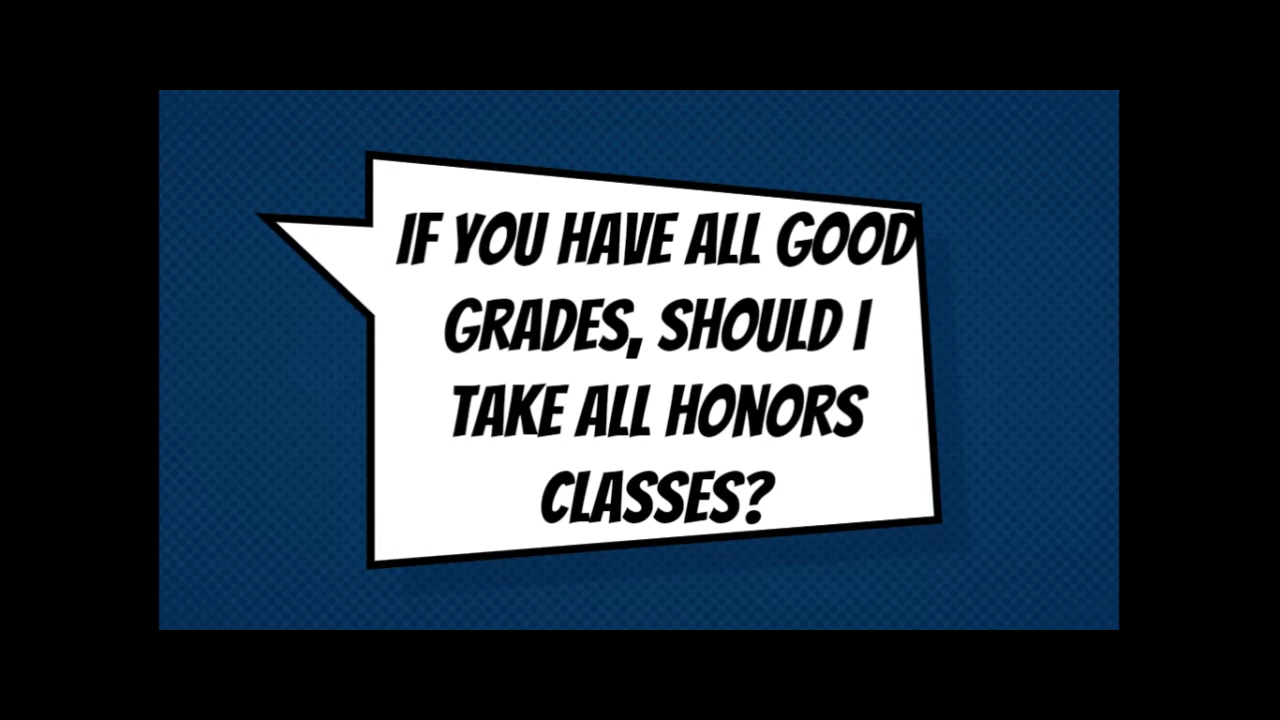 IF YOU HAVE ALL GOOD
GRADES, SHOULD I
TAKE ALL HONORS
CLASSES?